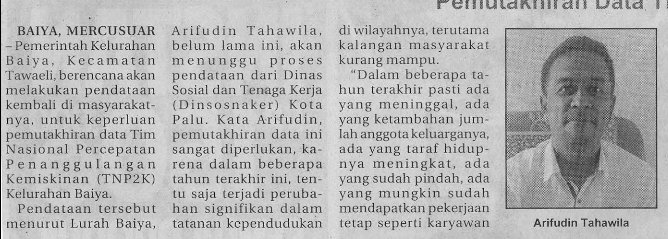 Pemutakhiran Data T
BAIYA, MERCUSUAR
– Pemerintah Kelurahan
Baiya, Kecamatan
Tawaeli, berencana akan
melakukan pendataan
kembali di masyarakat-
nya, untuk keperluan
pemutakhiran data Tim
Nasional Percepatan
Penanggulangan
Kemiskinan (TNP2K)
Kelurahan Baiya.
Pendataan tersebut
menurut Lurah Baiya,
Arifudin Tahawila,
belum lama ini, akan
menunggu proses
pendataan dari Dinas
Sosial dan Tenaga Kerja
(Dinsosnaker) Kota
Palu. Kata Arifudin,
pemutakhiran data ini
sangat diperlukan, ka-
rena dalam beberapa
tahun terakhir ini, ten-
tu saja terjadi peruba-
han signifikan dalam
tatanan kependudukan
di wilayahnya, terutama
kalangan masyarakat
kurang mampu.
“Dalam beberapa ta-
hun terakhir pasti ada
yang meninggal, ada
yang ketambahan jum-
lah anggota keluarganya,
ada yang taraf hidup-
nya meningkat, ada
yang sudah pindah, ada
yang mungkin sudah
mendapatkan pekerjaan
tetap seperti karyawan
Arifudin Tahawila